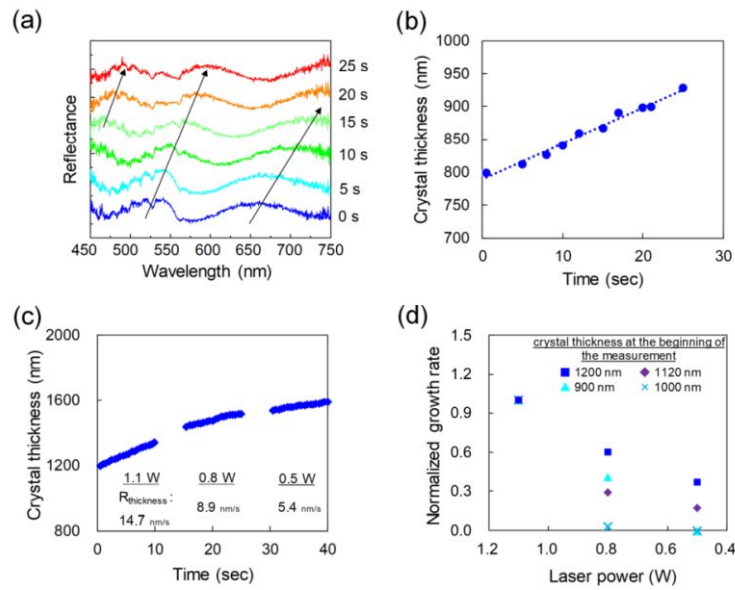 (a)
Reflectance
25 s
20 s
15 s
10 s
5 s
0 s
450 500 550 600 650 700 750
Wavelength (nm)
(b)
Crystal thickness (nm)
1000
950
900
850
800
750
700
0 10 20 30
Time (sec)
(c)
Crystal thickness (nm)
2000
1600
1200
800
1.1 W 0.8 W 0.5 W
Rthickness :
14.7 nm/s 8.9 nm/s 5.4 nm/s
0 10 20 30 40
Time (sec)
(d)
Normalized growth rate
1.5
1.2
0.9
0.6
0.3
0.0
crystal thickness at the beginning of
the measurement
1200 nm 1120 nm
900 nm 1000 nm
1.2 1.0 0.8 0.6 0.4
Laser power (W)